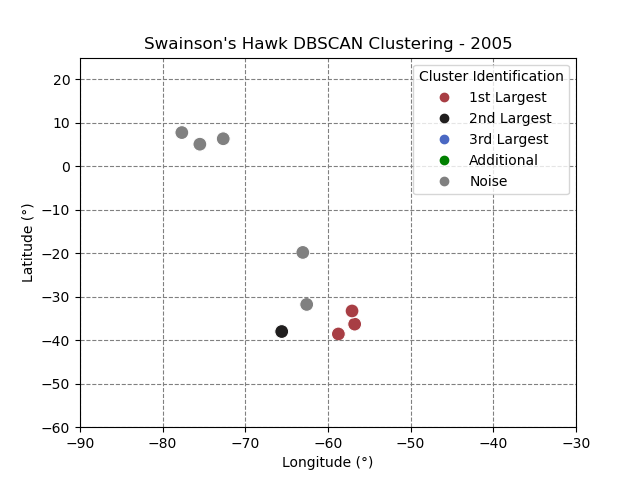 Swainson's Hawk DBSCAN Clustering - 2005
Cluster Identification
1st Largest
2nd Largest
3rd Largest
Additional
Noise
Latitude (°)
20
10
0
−10
−20
−30
−40
−50
−60
−90
−80
−70
−60
−50
−40
−30
Longitude (°)